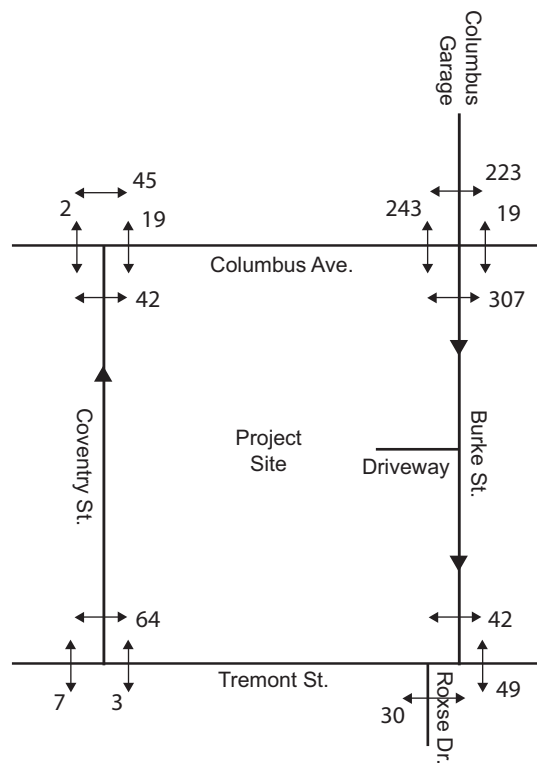 Columbus
Garage
45
223
2
19
243
19
Columbus Ave.
42
307
Coventry St.
Project
Site
Driveway
Burke St.
64
42
7
3
Tremont St.
30
Roxse Dr.
49